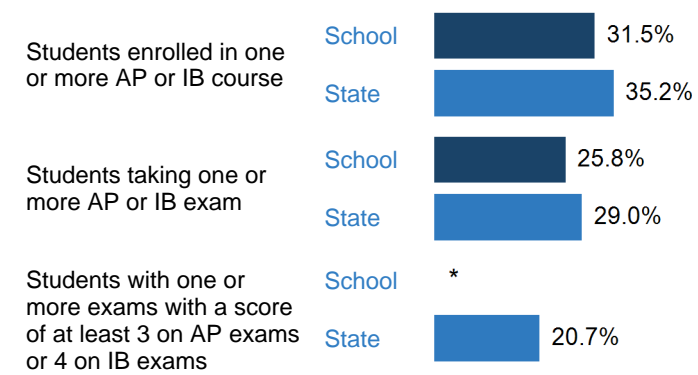 Students enrolled in one
or more AP or IB course
School
31.5%
State
35.2%
Students taking one or
more AP or IB exam
School
25.8%
State
29.0%
Students with one or
more exams with a score
of at least 3 on AP exams
or 4 on IB exams
School
*
State
20.7%